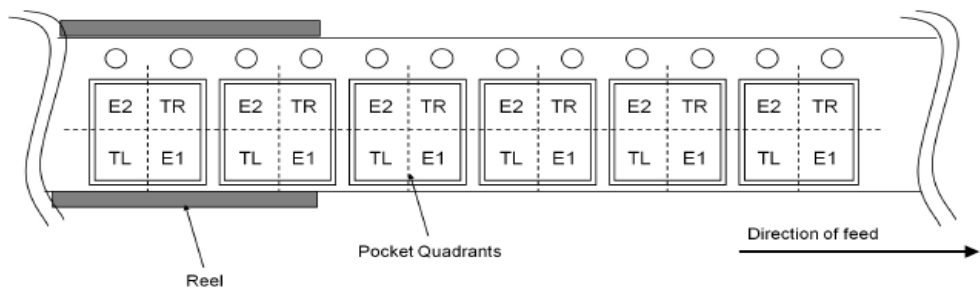 E2 TR E2 TR E2 TR E2 TR E2 TR E2 TR
TL E1 TL E1 TL E1 TL E1 TL E1 TL E1
Direction of feed
Pocket Quadrants
Reel